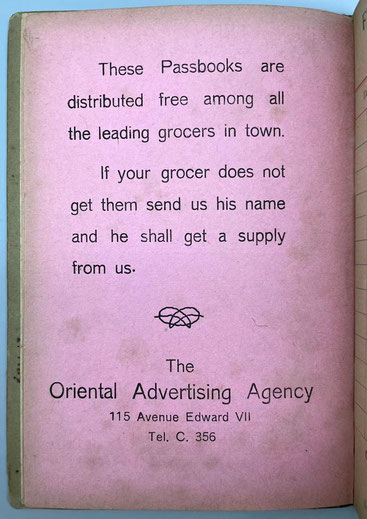 These Passbooks are
distributed free among all
the leading grocers in town.
If your grocer does not
get them send us his name
and he shall get a supply
from us.
The
Oriental Advertising Agency
115 Avenue Edward VII
Tel. C. 356